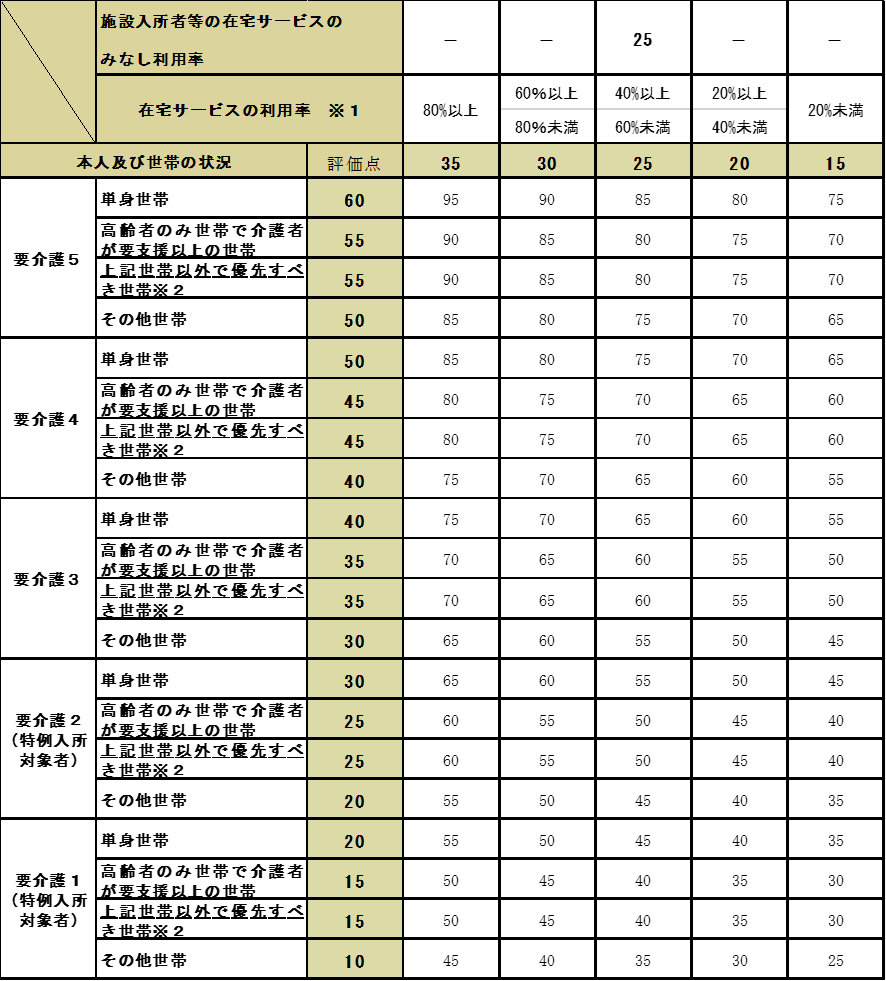 施設入所者等の在宅サービスの
みなし利用率
－ － 25 － －
在宅サービスの利用率　※１
80%以上
60%以上
80%未満
40%以上
60%未満
20%以上
40%未満
20%未満
本人及び世帯の状況 評価点 35 30 25 20 15
要介護５
単身世帯 60 95 90 85 80 75
高齢者のみ世帯で介護者
が要支援以上の世帯 55 90 85 80 75 70
上記世帯以外で優先すべ
き世帯※２ 55 90 85 80 75 70
その他世帯 50 85 80 75 70 65
要介護４
単身世帯 50 85 80 75 70 65
高齢者のみ世帯で介護者
が要支援以上の世帯 45 80 75 70 65 60
上記世帯以外で優先すべ
き世帯※２ 45 80 75 70 65 60
その他世帯 40 75 70 65 60 55
要介護３
単身世帯 40 75 70 65 60 55
高齢者のみ世帯で介護者
が要支援以上の世帯 35 70 65 60 55 50
上記世帯以外で優先すべ
き世帯※２ 35 70 65 60 55 50
その他世帯 30 65 60 55 50 45
要介護２
（特例入所
対象者）
単身世帯 30 65 60 55 50 45
高齢者のみ世帯で介護者
が要支援以上の世帯 25 60 55 50 45 40
上記世帯以外で優先すべ
き世帯※２ 25 60 55 50 45 40
その他世帯 20 55 50 45 40 35
要介護１
（特例入所
対象者）
単身世帯 20 55 50 45 40 35
高齢者のみ世帯で介護者
が要支援以上の世帯 15 50 45 40 35 30
上記世帯以外で優先すべ
き世帯※２ 15 50 45 40 35 30
その他世帯 10 45 40 35 30 25